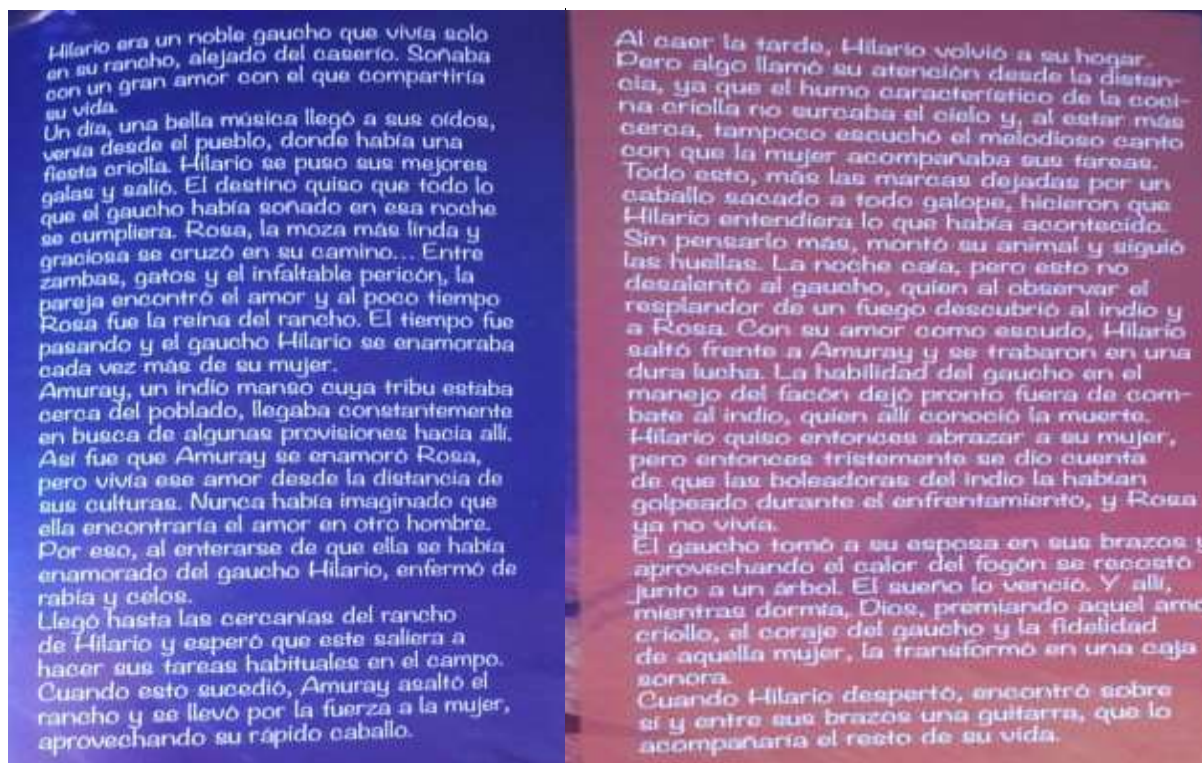 Hilario era un noble gaucho que vivía solo
en su rancho, alejado del caserío. Soñaba
con un gran amor con el que compartiría
su vida.
Un día, una bella música llegó a sus oídos,
venía desde el pueblo, donde había una
fiesta criolla. Hilario se puso sus mejores
galas y salió. El destino quiso que todo lo
que el gaucho había soñado en esa noche
se cumpliera. Rosa, la moza más linda y
graciosa se cruzó en su camino... Entre
zambas, gatos y el infaltable pericón, la
pareja encontró el amor y al poco tiempo
Rosa fue la reina del rancho. El tiempo fue
pasando y el gaucho Hilario se enamoraba
cada vez más de su mujer.
Amuray, un indio manso cuya tribu estaba
cerca del poblado, llegaba constantemente
en busca de algunas provisiones hacia allí.
Así fue que Amuray se enamoró Rosa,
pero vivía ese amor desde la distancia de
sus culturas. Nunca había imaginado que
ella encontraría el amor en otro hombre.
Por eso, al enterarse de que ella se había
enamorado del gaucho Hilario, enfermó de
rabia y celos.
Llegó hasta las cercanías del rancho
de Hilario y esperó que este saliera a
hacer sus tareas habituales en el campo.
Cuando esto sucedió, Amuray asaltó el
rancho y se llevó por la fuerza a la mujer,
aprovechando su rápido caballo.
Al caer la tarde, Hilario volvió a su hogar.
Pero algo llamó su atención desde la distan-
cia, ya que el humo característico de la coci-
na criolla no surcaba el cielo y, al estar más
cerca, tampoco escuchó el melodioso canto
con que la mujer acompañaba sus tareas.
Todo esto, más las marcas dejadas por un
caballo sacado a todo galope, hicieron que
Hilario entendiera lo que había acontecido.
Sin pensarlo más, montó su animal y siguió
las huellas. La noche caía, pero esto no
desalentó al gaucho, quien al observar el
resplandor de un fuego descubrió al indio y
a Rosa. Con su amor como escudo, Hilario
saltó frente a Amuray y se trabaron en una
dura lucha. La habilidad del gaucho en el
manejo del facón dejó pronto fuera de com-
bate al indio, quien allí conoció la muerte.
Hilario quiso entonces abrazar a su mujer,
pero entonces tristemente se dio cuenta
de que las boleadoras del indio la habían
golpeado durante el enfrentamiento, y Rosa
ya no vivía.
El gaucho tomó a su esposa en sus brazos y
aprovechando el calor del fogón se recostó
junto a un árbol. El sueño lo venció. Y allí,
mientras dormía, Dios, premiando aquel am
criollo, el coraje del gaucho y la fidelidad
de aquella mujer, la transformó en una caja
sonora.
Cuando Hilario despertó, encontró sobre
sí y entre sus brazos una guitarra, que lo
acompañaría el resto de su vida.